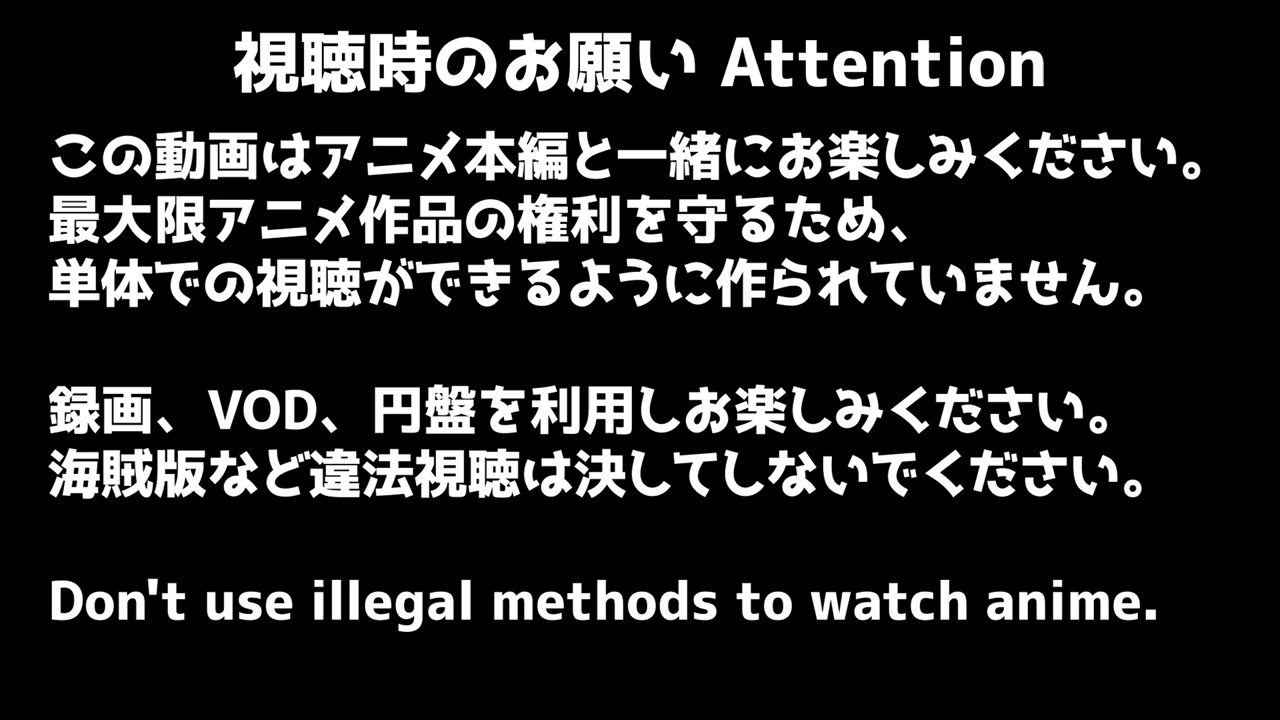 視聴時のお願い Attention
この動画はアニメ本編と一緒にお楽しみください。
最大限アニメ作品の権利を守るため、
単体での視聴ができるように作られていません。
録画、VOD、円盤を利用しお楽しみください。
海賊版など違法視聴は決してしないでください。
Don't use illegal methods to watch anime.